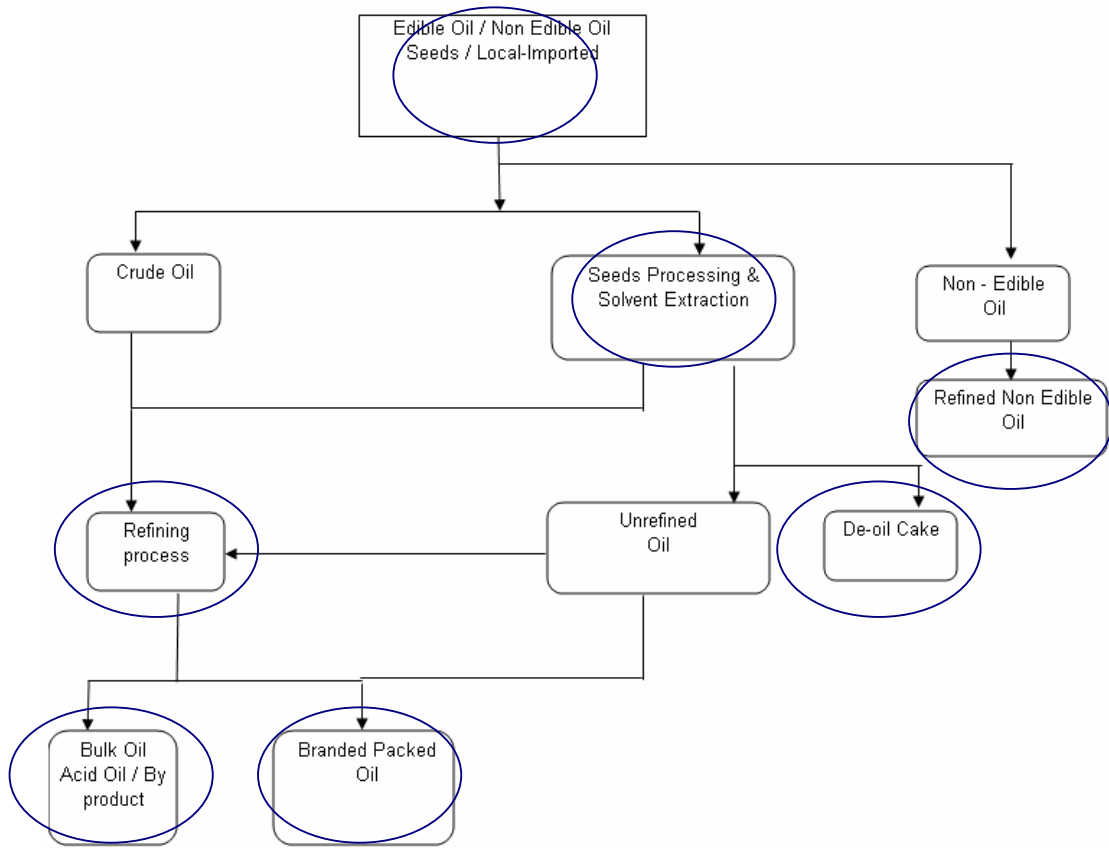 Edible Oil / Non Edible Oil
Seeds / Local-Imported
Crude Oil
Seeds Processing &
Solvent Extraction
Non - Edible
Oil
Refined Non Edible
Oil
Refining
process
Unrefined
Oil
De-oil Cake
Bulk Oil
Acid Oil / By
product
Branded Packed
Oil